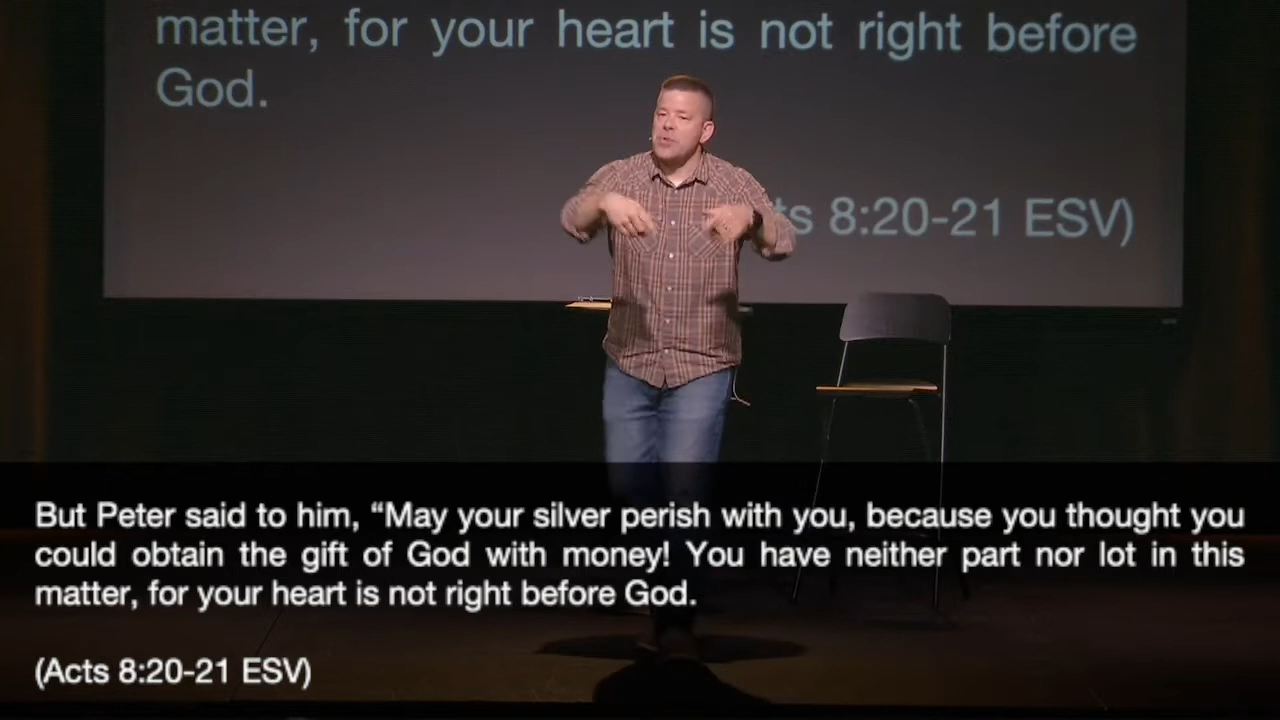 matter, for your heart is not right before
God.
ts 8:20-21 ESV)
But Peter said to him, “May your silver perish with you, because you thought you
could obtain the gift of God with money! You have neither part nor lot in this
matter, for your heart is not right before God.
(Acts 8:20-21 ESV)